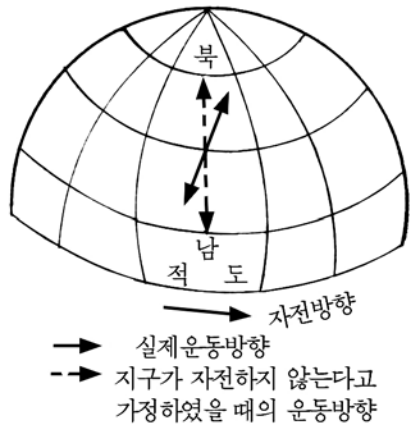 북
남
적 도
자전방향
실제운동방향
지구가 자전하지 않는다고
가정하였을 때의 운동방향